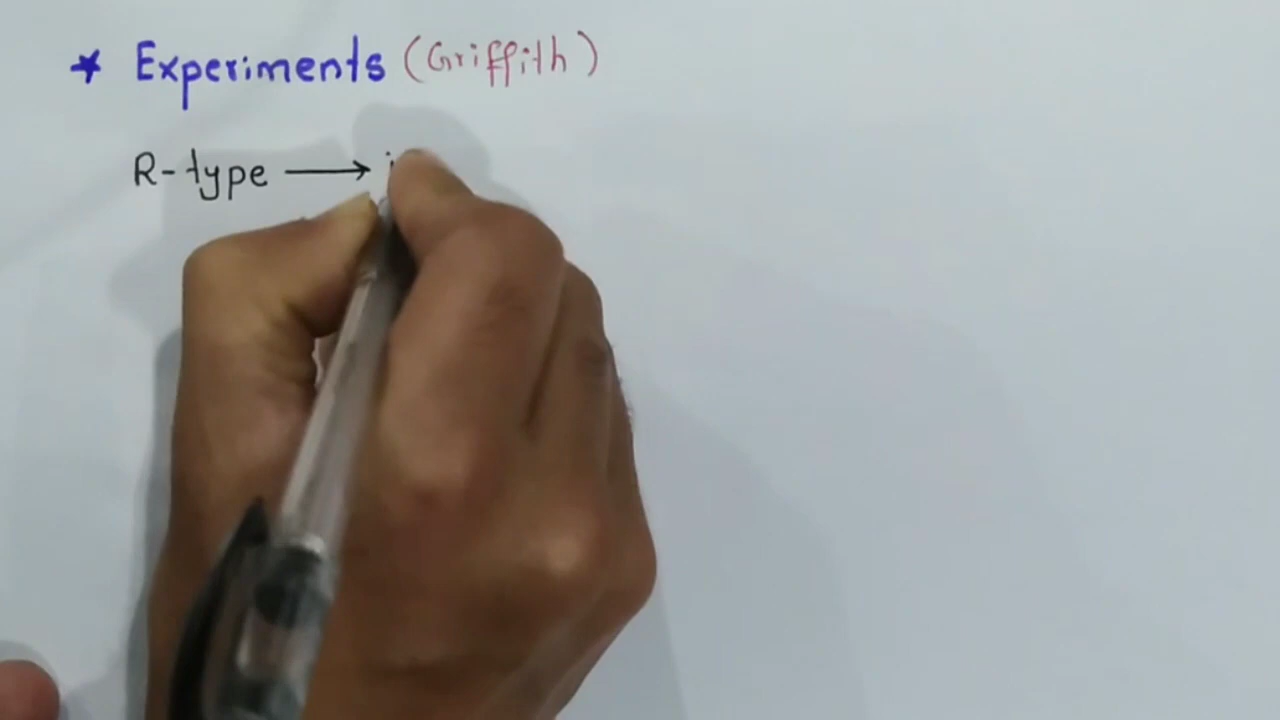 * Experiments (Griffith)
R-type → i